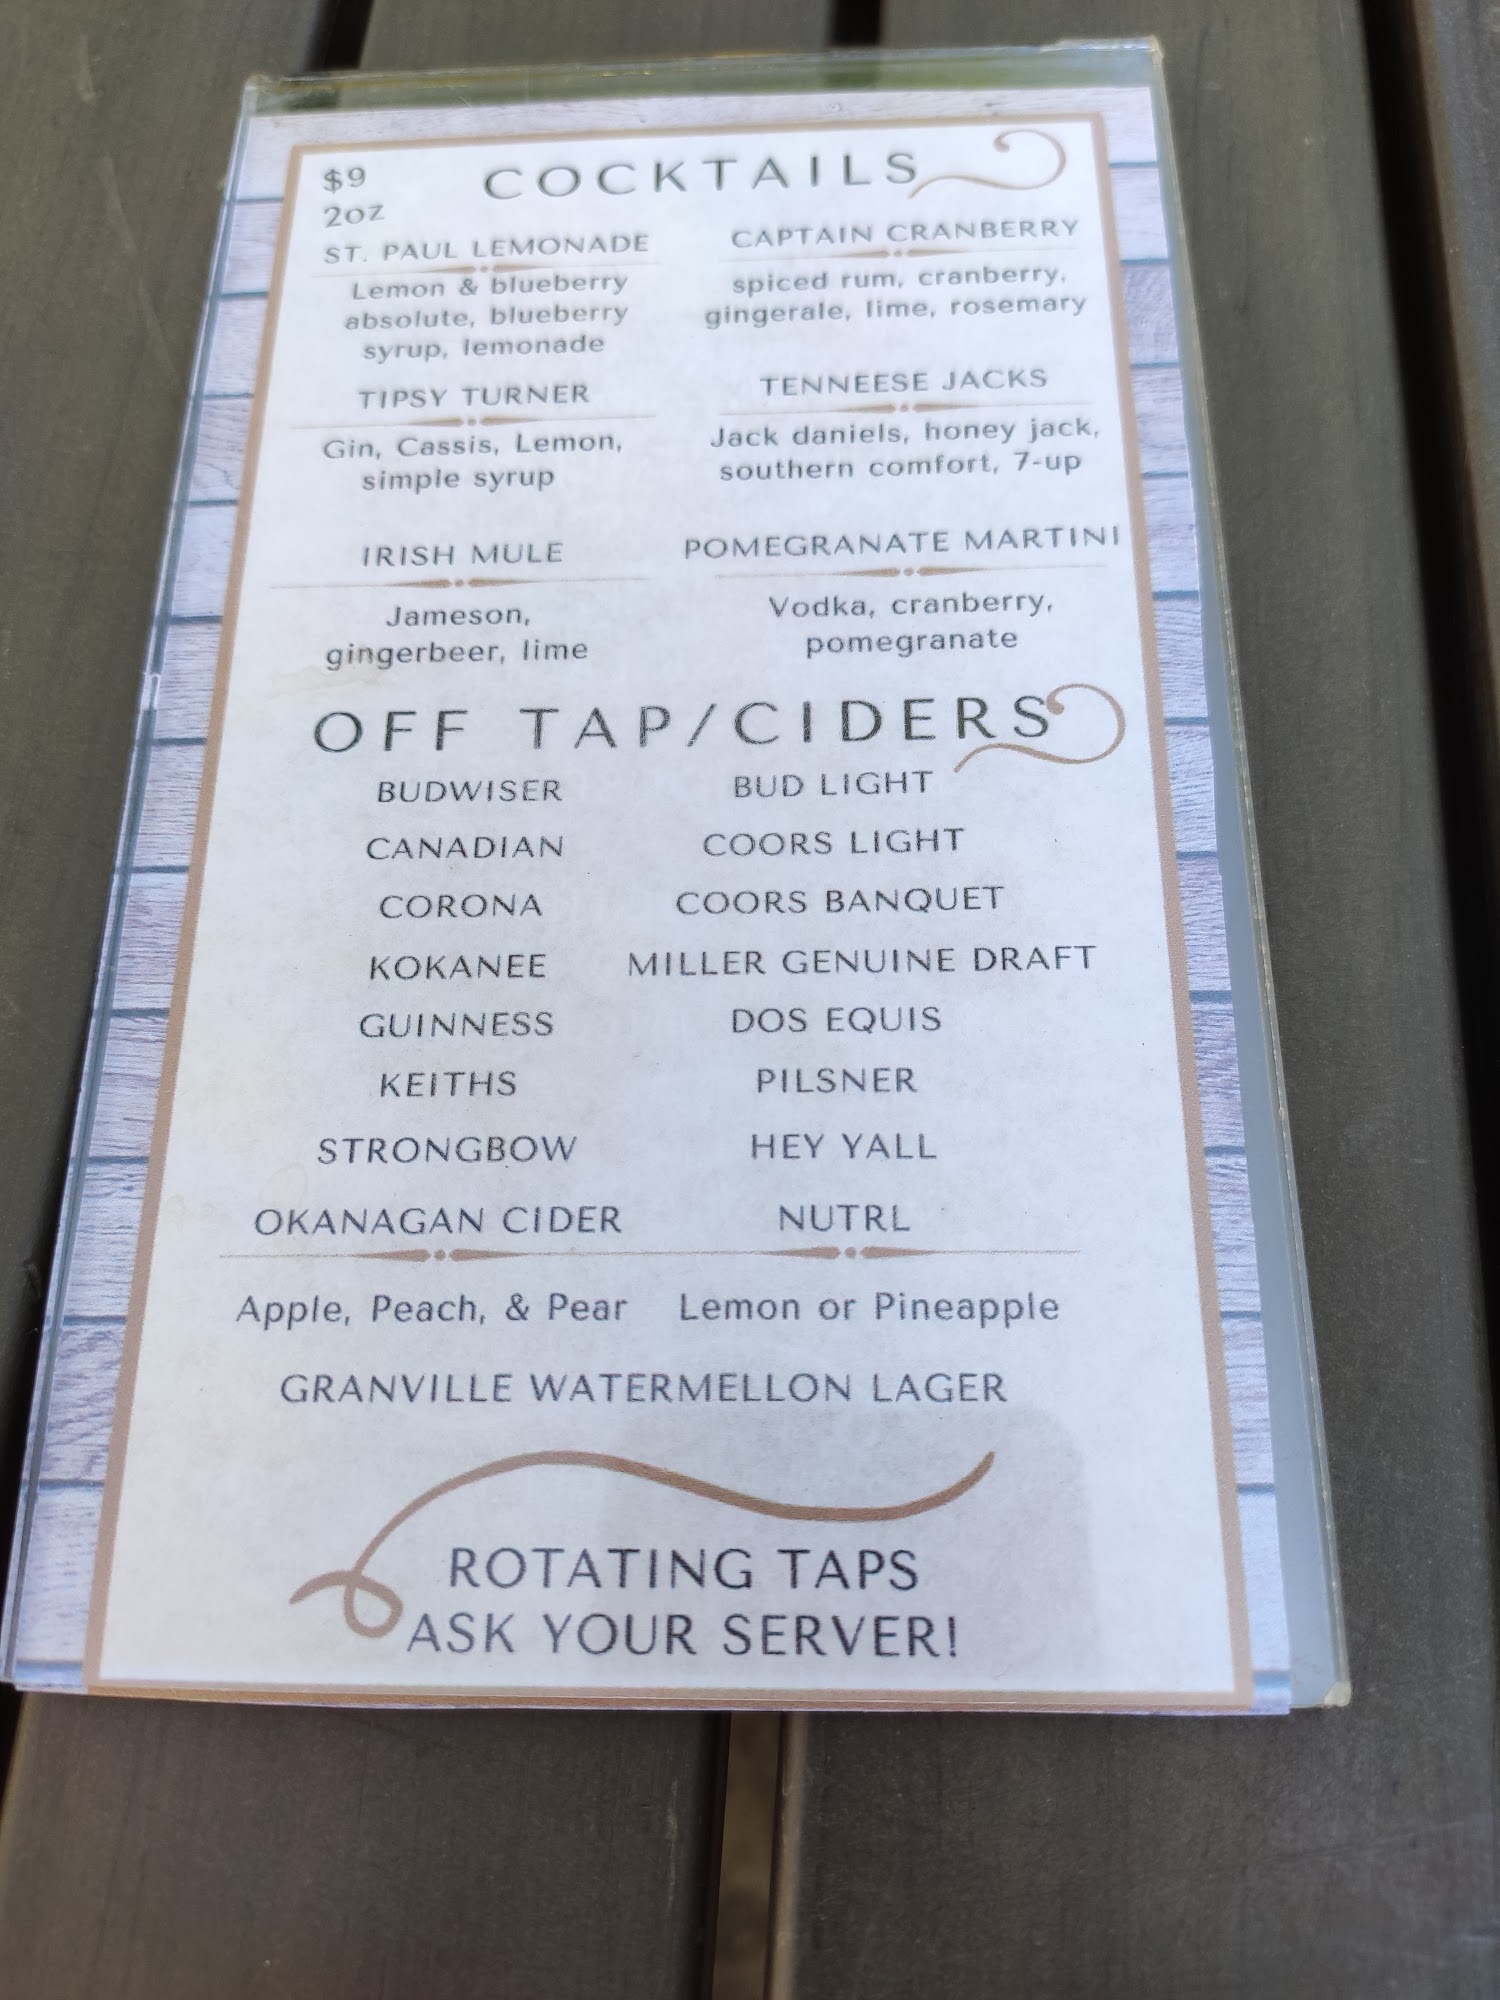 $9
2oz
COCKTAILS
ST. PAUL LEMONADE
Lemon & blueberry
absolute, blueberry
syrup, lemonade
CAPTAIN CRANBERRY
spiced rum, cranberry,
gingerale, lime, rosemary
TIPSY TURNER
Gin, Cassis, Lemon,
simple syrup
TENNEESE JACKS
Jack daniels, honey jack,
southern comfort, 7-up
IRISH MULE
Jameson,
gingerbeer, lime
POMEGRANATE MARTINI
Vodka, cranberry,
pomegranate
OFF TAP/CIDERS
BUDWISER
BUD LIGHT
CANADIAN
COORS LIGHT
CORONA
COORS BANQUET
KOKANEE
MILLER GENUINE DRAFT
GUINNESS
DOS EQUIS
KEITHS
PILSNER
STRONGBOW
HEY YALL
OKANAGAN CIDER
Apple, Peach, & Pear
NUTRL
Lemon or Pineapple
GRANVILLE WATERMELLON LAGER
ROTATING TAPS
ASK YOUR SERVER!